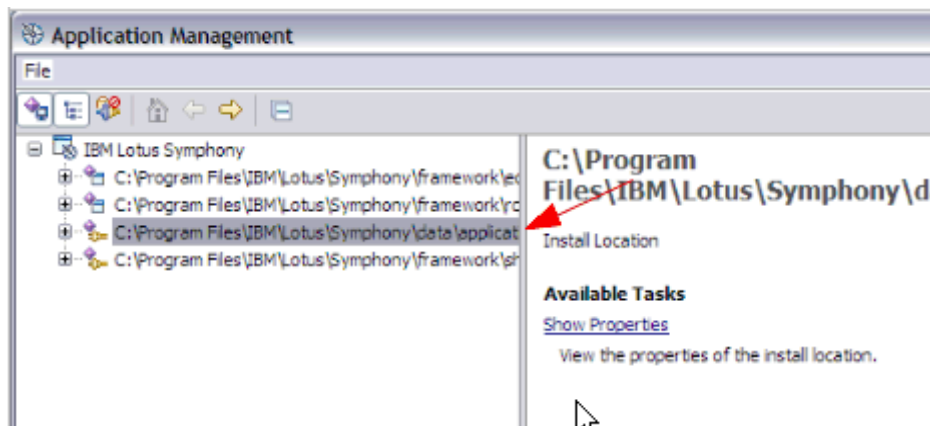 Application Management
File
IBM Lotus Symphony
C:\Program Files\IBM\Lotus\Symphony\framework\ec
C:\Program Files\IBM\Lotus\Symphony\framework\rc
C:\Program Files\IBM\Lotus\Symphony\data\applicat
C:\Program Files\IBM\Lotus\Symphony\framework\sh
C:\Program
Files\IBM\Lotus\Symphony\d
Install Location
Available Tasks
Show Properties
View the properties of the install location.